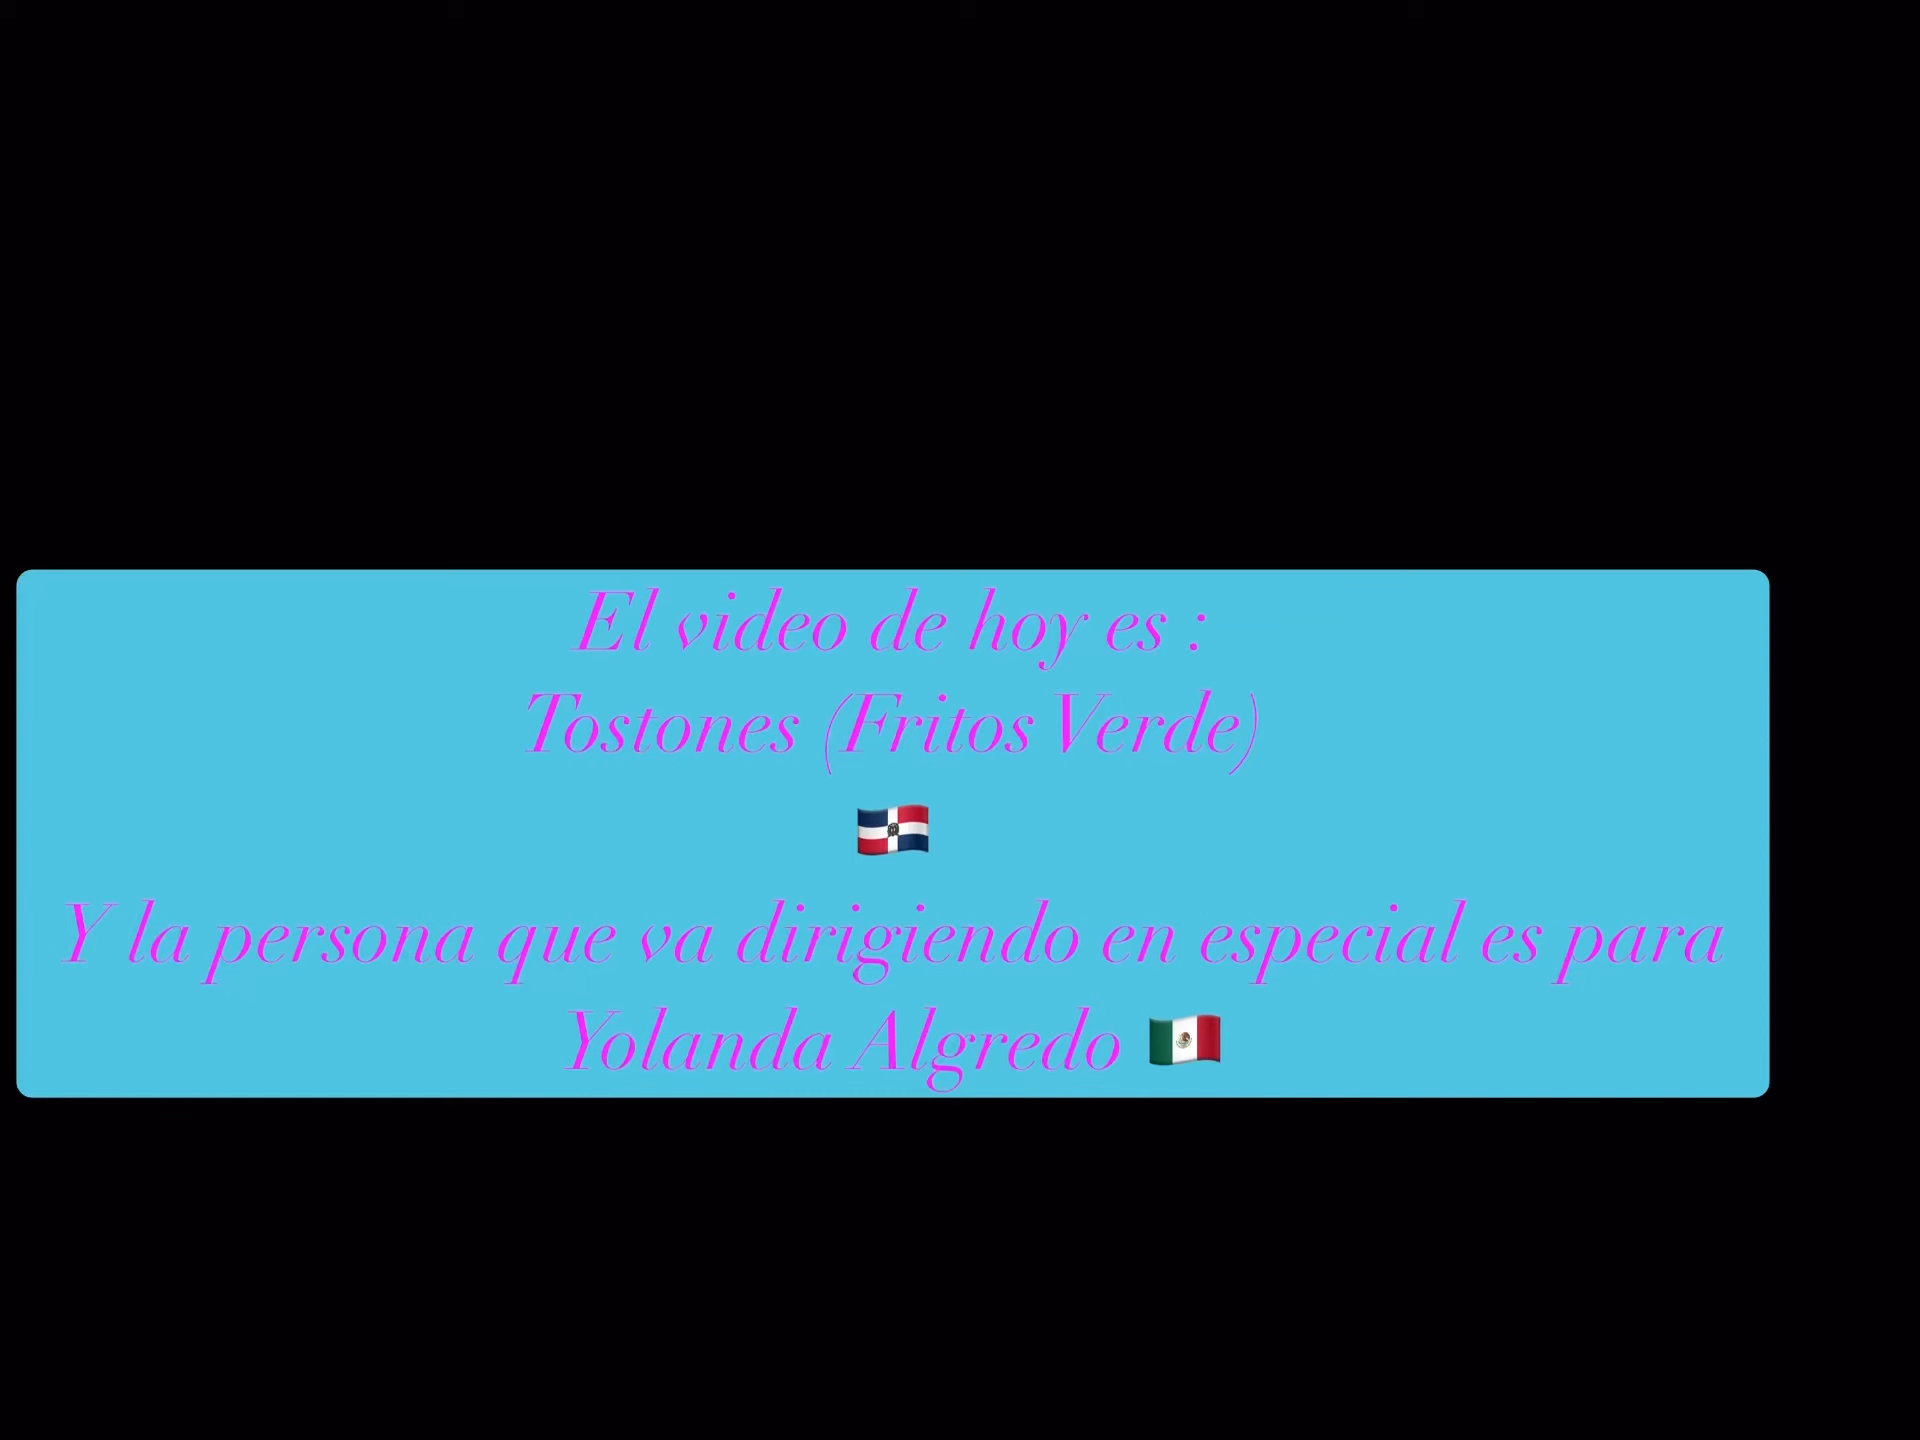 El video de hoy es :
Tostones (Fritos Verde)
🇩🇴
Y la persona que va dirigiendo en especial es para
Yolanda Algredo 🇲🇽